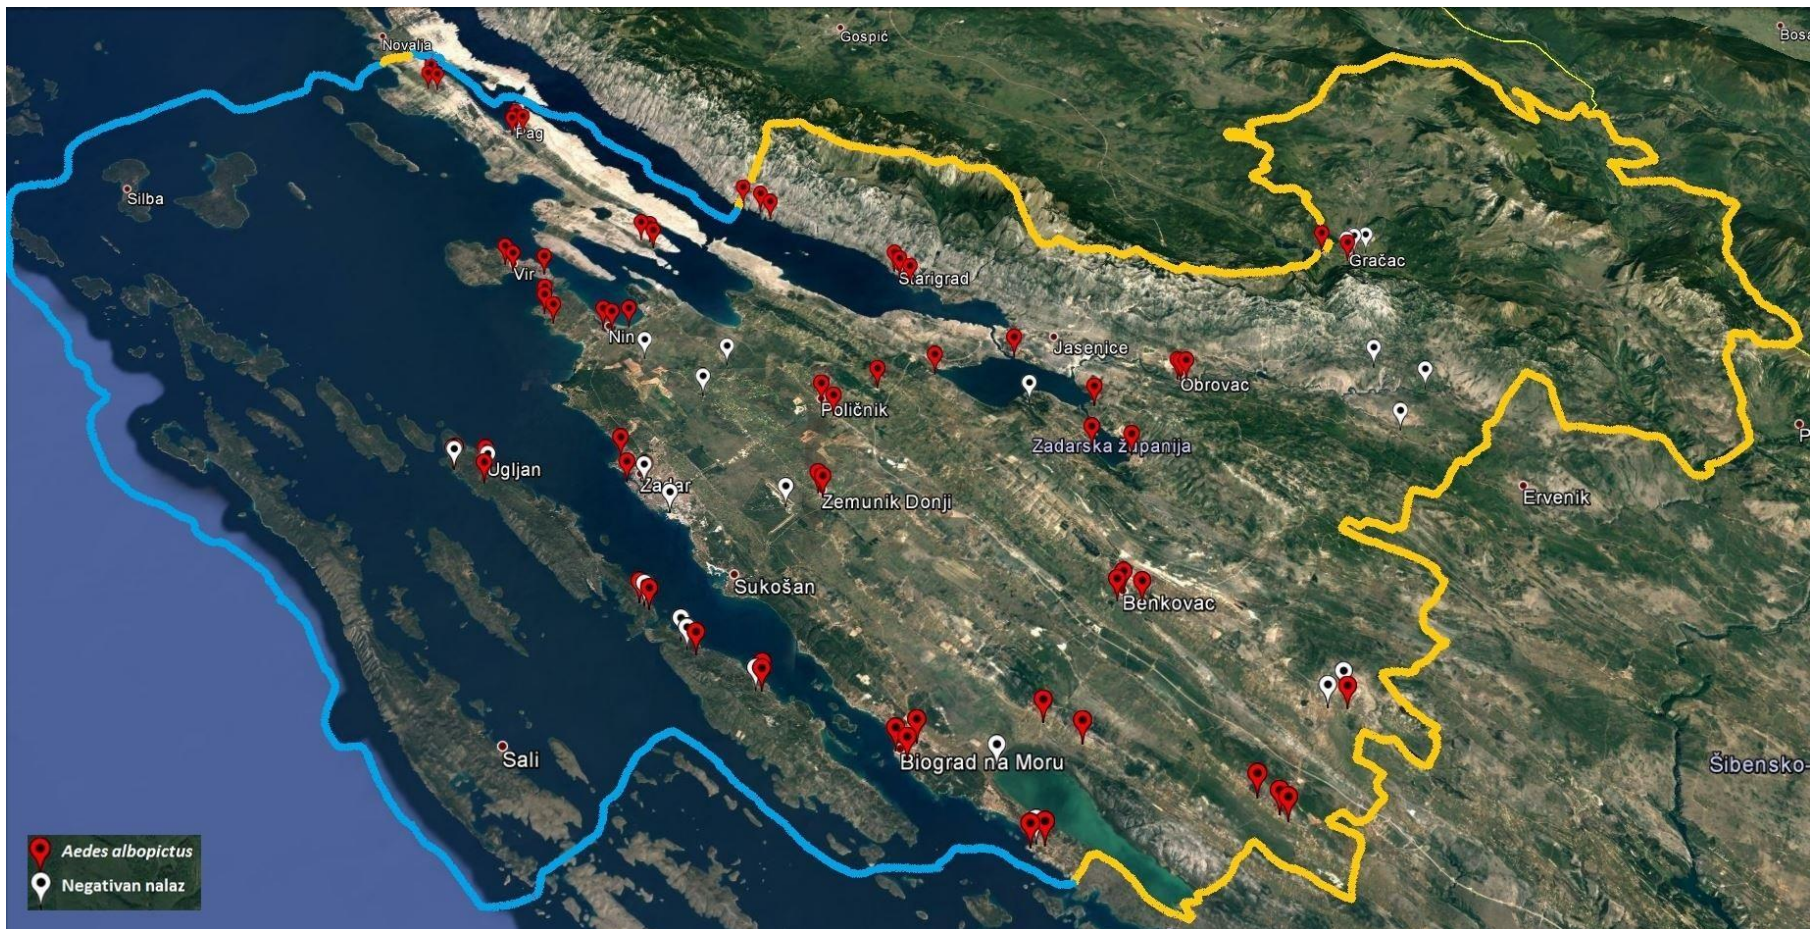 Novalja
Gospić
Bosa
Pag
Silba
Vir
Starigrad
Gračac
Nin
Jasenice
Obrovac
Poličnik
P
Zadarska županija
Ugljan
Zadar
Zemunik Donji
Ervenik
Sukošan
Benkovac
Sali
Biograd na Moru
Šibensko-
Aedes albopictus
Negativan nalaz